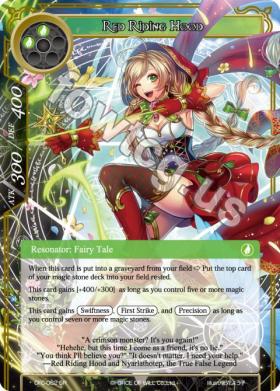 RED RIDING HOOD
ATK 300 DEF 400
Resonator: Fairy Tale
When this card is put into a graveyard from your field ➪ Put the top card
of your magic stone deck into your field rested.
This card gains [+400/+300] as long as you control five or more magic
stones.
This card gains Swiftness, First Strike, and Precision as long as you
control seven or more magic stones.
"A crimson monster? It's you again!"
"Hehehe, but this time I come as a friend, it's no lie."
"You think I'll believe you?" "It doesn't matter. I need your help."
—Red Riding Hood and Nyarlathotep, the True False Legend
towiegi.us